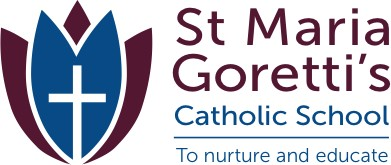 St Maria
Goretti's
Catholic School
To nurture and educate